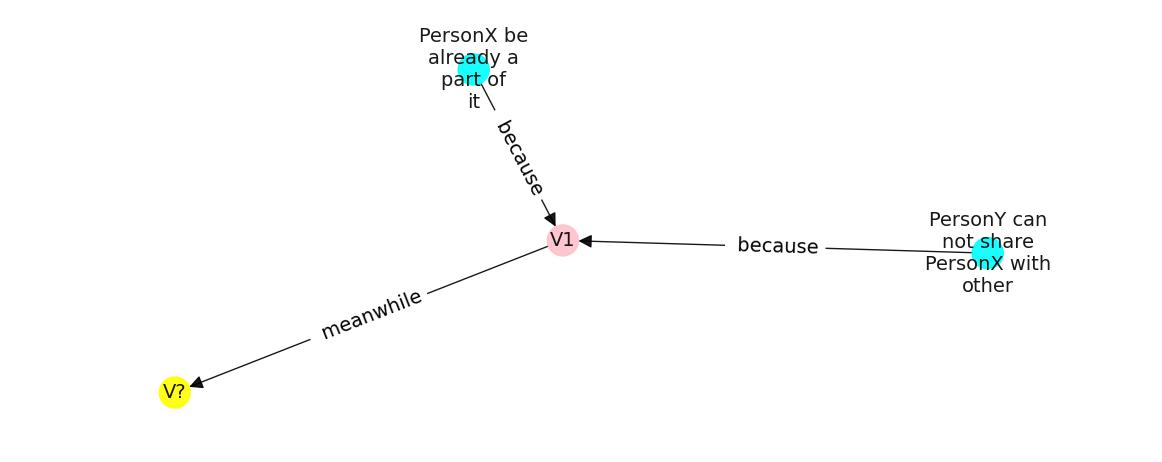 PersonX be
already a
part of
it
because
V1
PersonY can
not share
PersonX with
other
because
meanwhile
V?